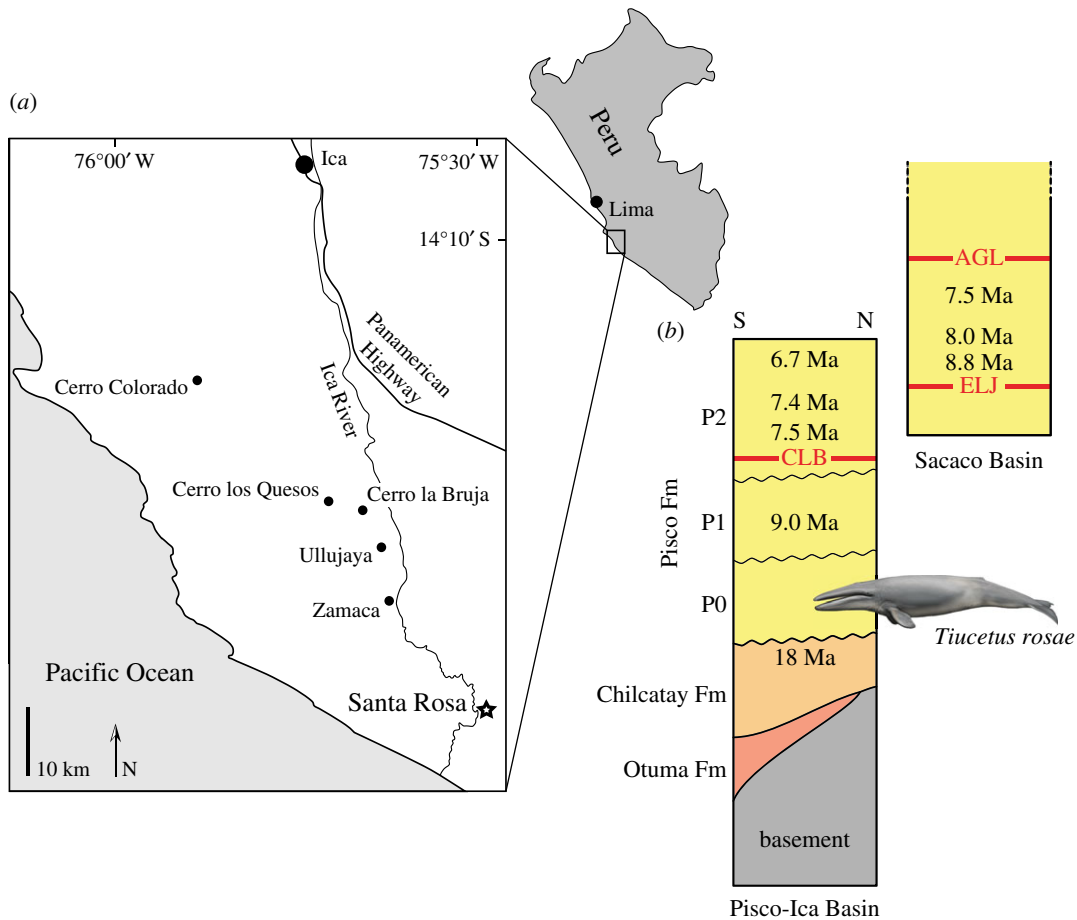 (a)
76°00′ W
Ica
75°30′ W
14°10′ S
Panamerican
Highway
Ica River
Cerro Colorado
Cerro los Quesos
Cerro la Bruja
Ullujaya
Zamaca
Pacific Ocean
Santa Rosa
10 km
N
Peru
Lima
(b)
S
N
6.7 Ma
7.4 Ma
7.5 Ma
P2
CLB
Pisco Fm
P1
9.0 Ma
P0
Tiucetus rosae
18 Ma
Chilcatay Fm
Otuma Fm
basement
Pisco-Ica Basin
AGL
7.5 Ma
8.0 Ma
8.8 Ma
ELJ
Sacaco Basin